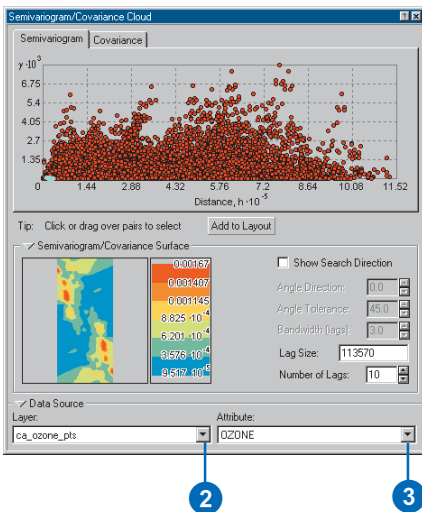 Semivariogram/Covariance Cloud
Semivariogram Covariance
γ·10³
6.75
5.4
4.05
2.7
1.35
0 1.44 2.88 4.32 5.76 7.2 8.64 10.08 11.52
Distance, h·10⁻⁵
Tip: Click or drag over pairs to select Add to Layout
Semivariogram/Covariance Surface
0.00167
0.001407
0.001145
8.825·10⁻⁴
6.201·10⁻⁴
3.576·10⁻⁴
9.517·10⁻⁵
Show Search Direction
Angle Direction: 0.0
Angle Tolerance: 45.0
Bandwidth (lags): 3.0
Lag Size: 113570
Number of Lags: 10
Data Source
Layer: Attribute:
ca_ozone_pts OZONE
2 3